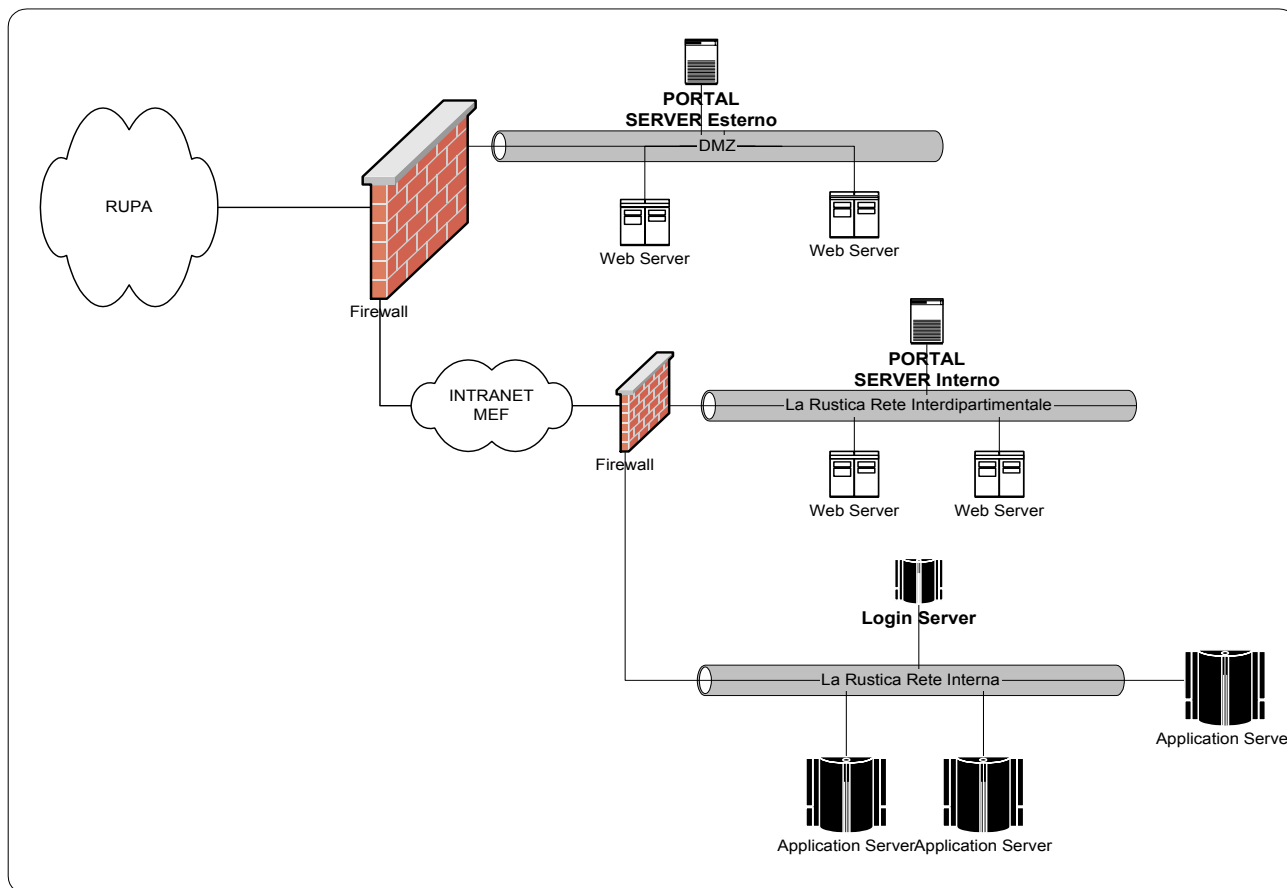 PORTAL
SERVER Esterno
DMZ
RUPA
Web Server
Web Server
Firewall
PORTAL
SERVER Interno
INTRANET
MEF
La Rustica Rete Interdipartimentale
Firewall
Web Server
Web Server
Login Server
La Rustica Rete Interna
Application Serve
Application Server
Application Server